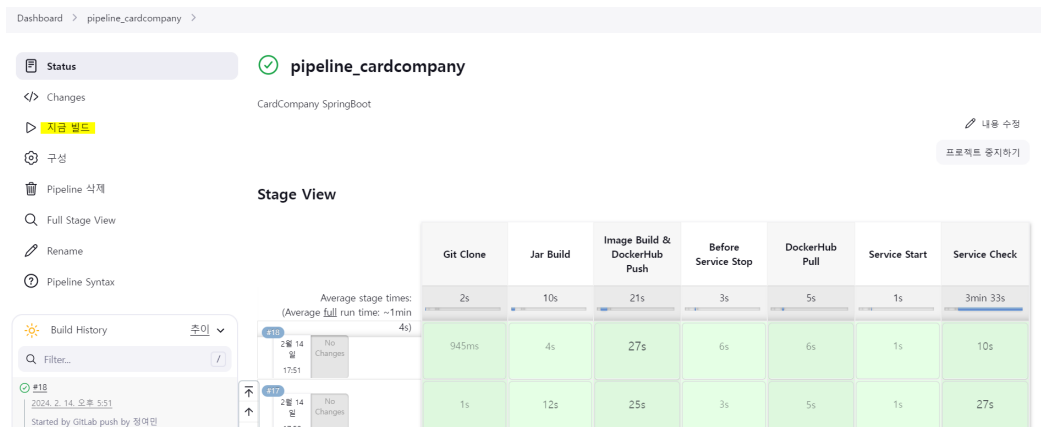 Dashboard > pipeline_cardcompany >
Status
Changes
지금 빌드
구성
Pipeline 삭제
Full Stage View
Rename
Pipeline Syntax
Build History 추이
Filter... /
#18
2024. 2. 14. 오후 5:51
Started by GitLab push by 정여민
pipeline_cardcompany
CardCompany SpringBoot
내용 수정
프로젝트 중지하기
Stage View
Git Clone
Jar Build
Image Build &
DockerHub
Push
Before
Service Stop
DockerHub
Pull
Service Start
Service Check
Average stage times:
(Average full run time: ~1min
4s)
2s 10s 21s 3s 5s 1s 3min 33s
#18
2월 14
일
17:51
No
Changes
945ms 4s 27s 6s 6s 1s 10s
#17
2월 14
일
No
Changes
1s 12s 25s 3s 5s 1s 27s